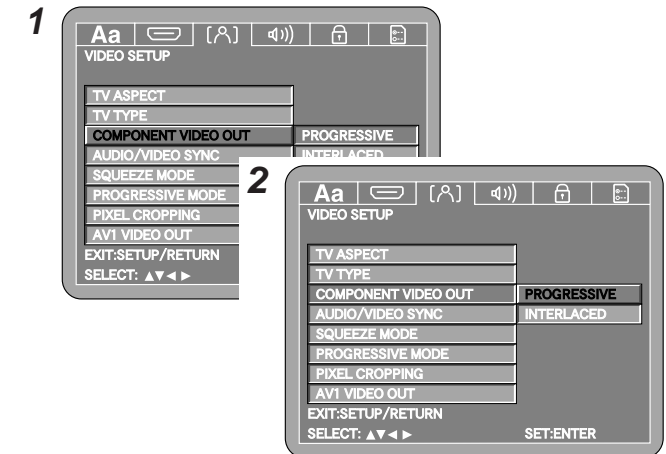 1
Aa
VIDEO SETUP
TV ASPECT
TV TYPE
COMPONENT VIDEO OUT PROGRESSIVE
AUDIO/VIDEO SYNC INTERLACED
SQUEEZE MODE
PROGRESSIVE MODE
PIXEL CROPPING
AV1 VIDEO OUT
EXIT:SETUP/RETURN
SELECT: ▲▼◄ ►
2
Aa
VIDEO SETUP
TV ASPECT
TV TYPE
COMPONENT VIDEO OUT PROGRESSIVE
AUDIO/VIDEO SYNC INTERLACED
SQUEEZE MODE
PROGRESSIVE MODE
PIXEL CROPPING
AV1 VIDEO OUT
EXIT:SETUP/RETURN
SELECT: ▲▼◄ ► SET:ENTER